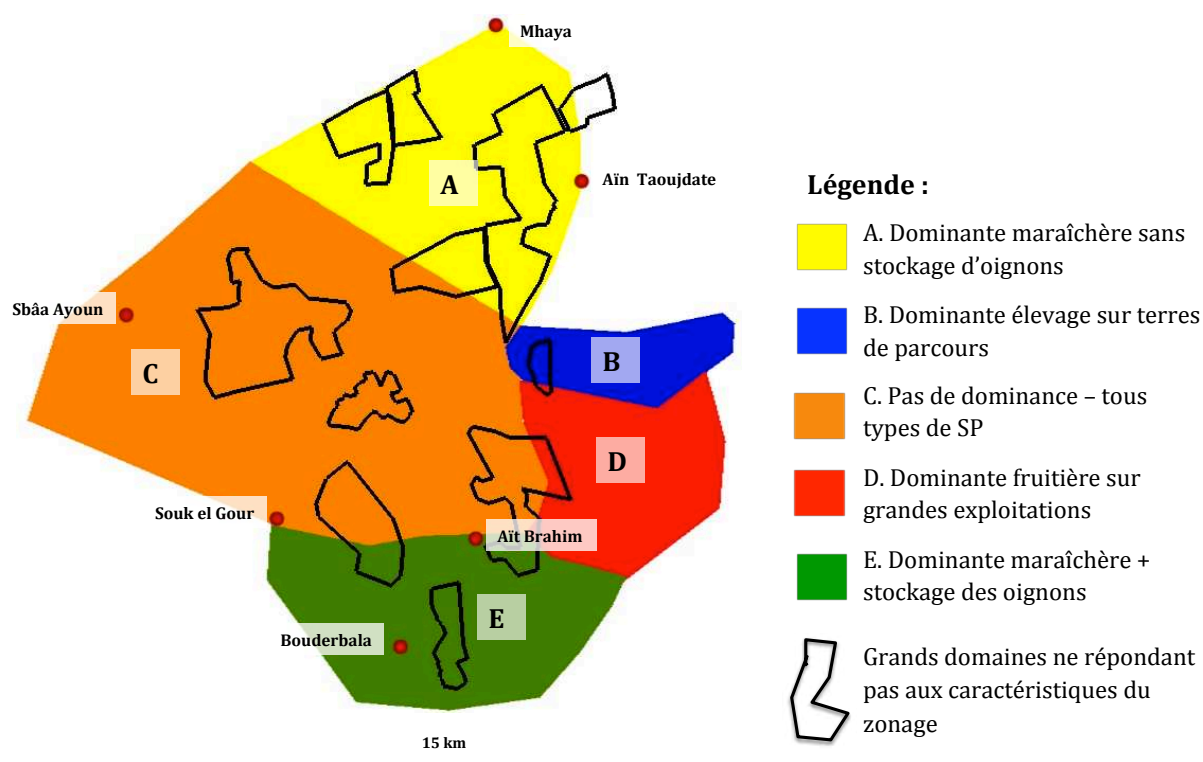 Mhaya
A
Aïn Taoujdate
Sbâa Ayoun
C
B
D
Souk el Gour
Aït Brahim
E
Bouderbala
15 km
Légende :
A. Dominante maraîchère sans
stockage d'oignons
B. Dominante élevage sur terres
de parcours
C. Pas de dominance – tous
types de SP
D. Dominante fruitière sur
grandes exploitations
E. Dominante maraîchère +
stockage des oignons
Grands domaines ne répondant
pas aux caractéristiques du
zonage